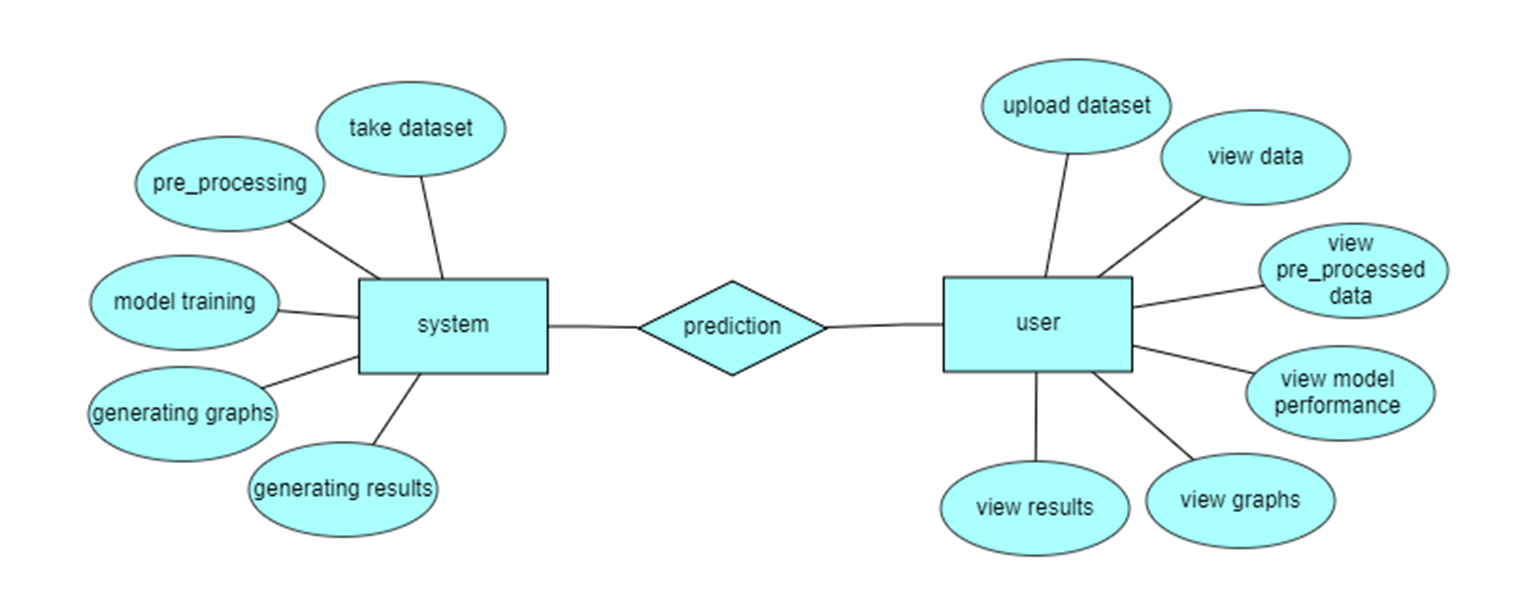 take dataset
pre_processing
model training
generating graphs
generating results
system
prediction
user
upload dataset
view data
view
pre_processed
data
view model
performance
view graphs
view results